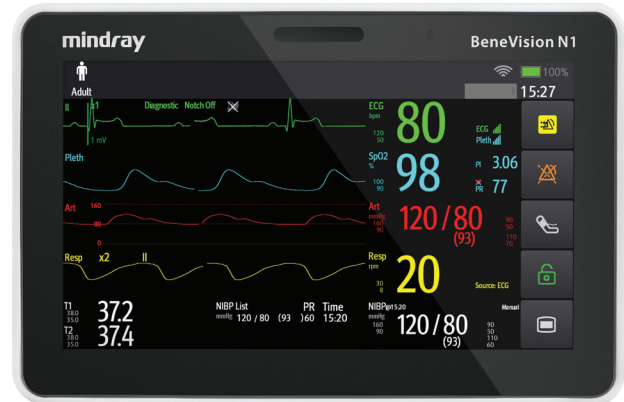 mindray BeneVision N1
100%
Adult 15:27
II x1 Diagnostic Notch Off ECG
bpm 80
120
50
ECG
Pleth
1 mV
Pleth SpO2
% 98 PI 3.06
100
90
PR 77
Art 160 Art
mmHg 120/80
160
90
(93)
90
50
110
70
80
0
Resp x2 II Resp
rpm 20
30
8
Source: ECG
T1 37.2
38.0
35.0
T2 37.4
38.0
35.0
NIBP List PR Time
mmHg 120 / 80 (93 )60 15:20
NIBP@15:20 Manual
mmHg 120/80
160
90
(93)
90
50
110
60